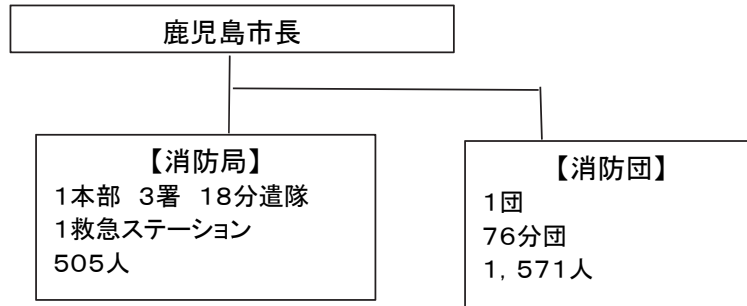 鹿児島市長
【消防局】
１本部　３署　１８分遣隊
１救急ステーション
５０５人
【消防団】
１団
７６分団
１，５７１人